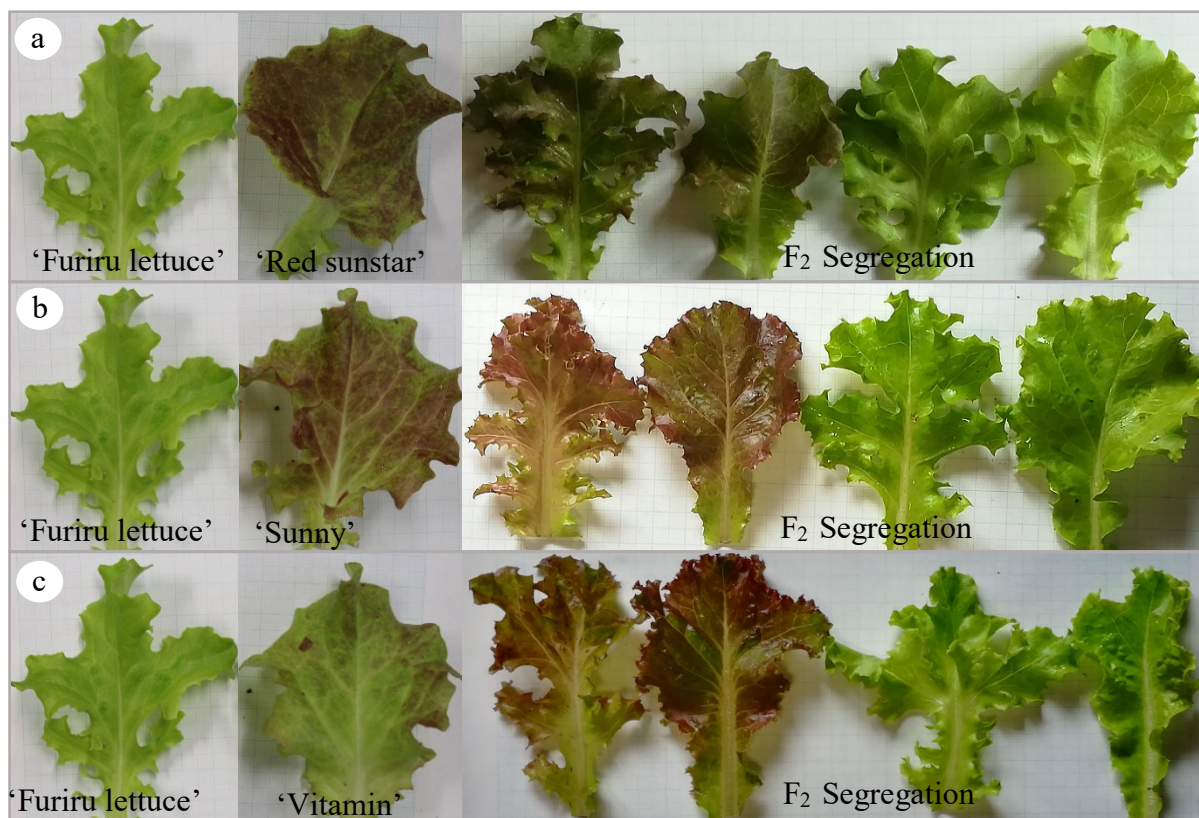 a
‘Furiru lettuce’ ‘Red sunstar’ F₂ Segregation
b
‘Furiru lettuce’ ‘Sunny’ F₂ Segregation
c
‘Furiru lettuce’ ‘Vitamin’ F₂ Segregation